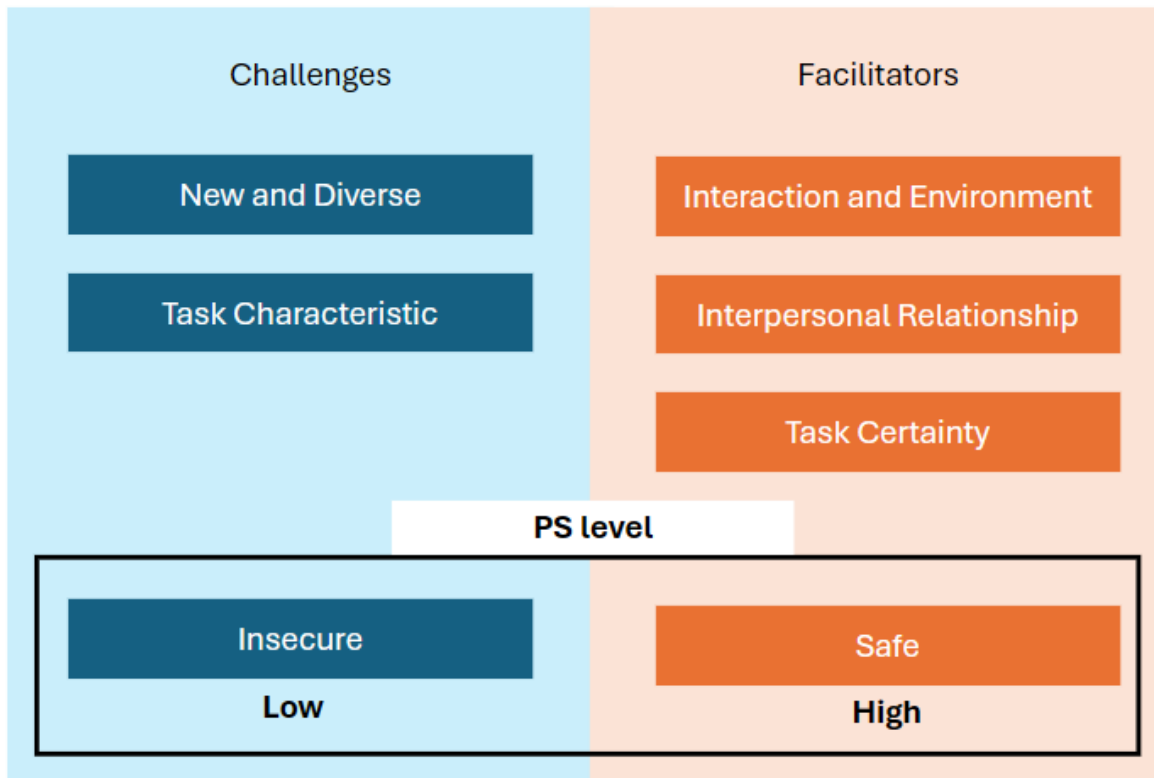 Challenges
Facilitators
New and Diverse
Interaction and Environment
Task Characteristic
Interpersonal Relationship
Task Certainty
PS level
Insecure
Safe
Low
High